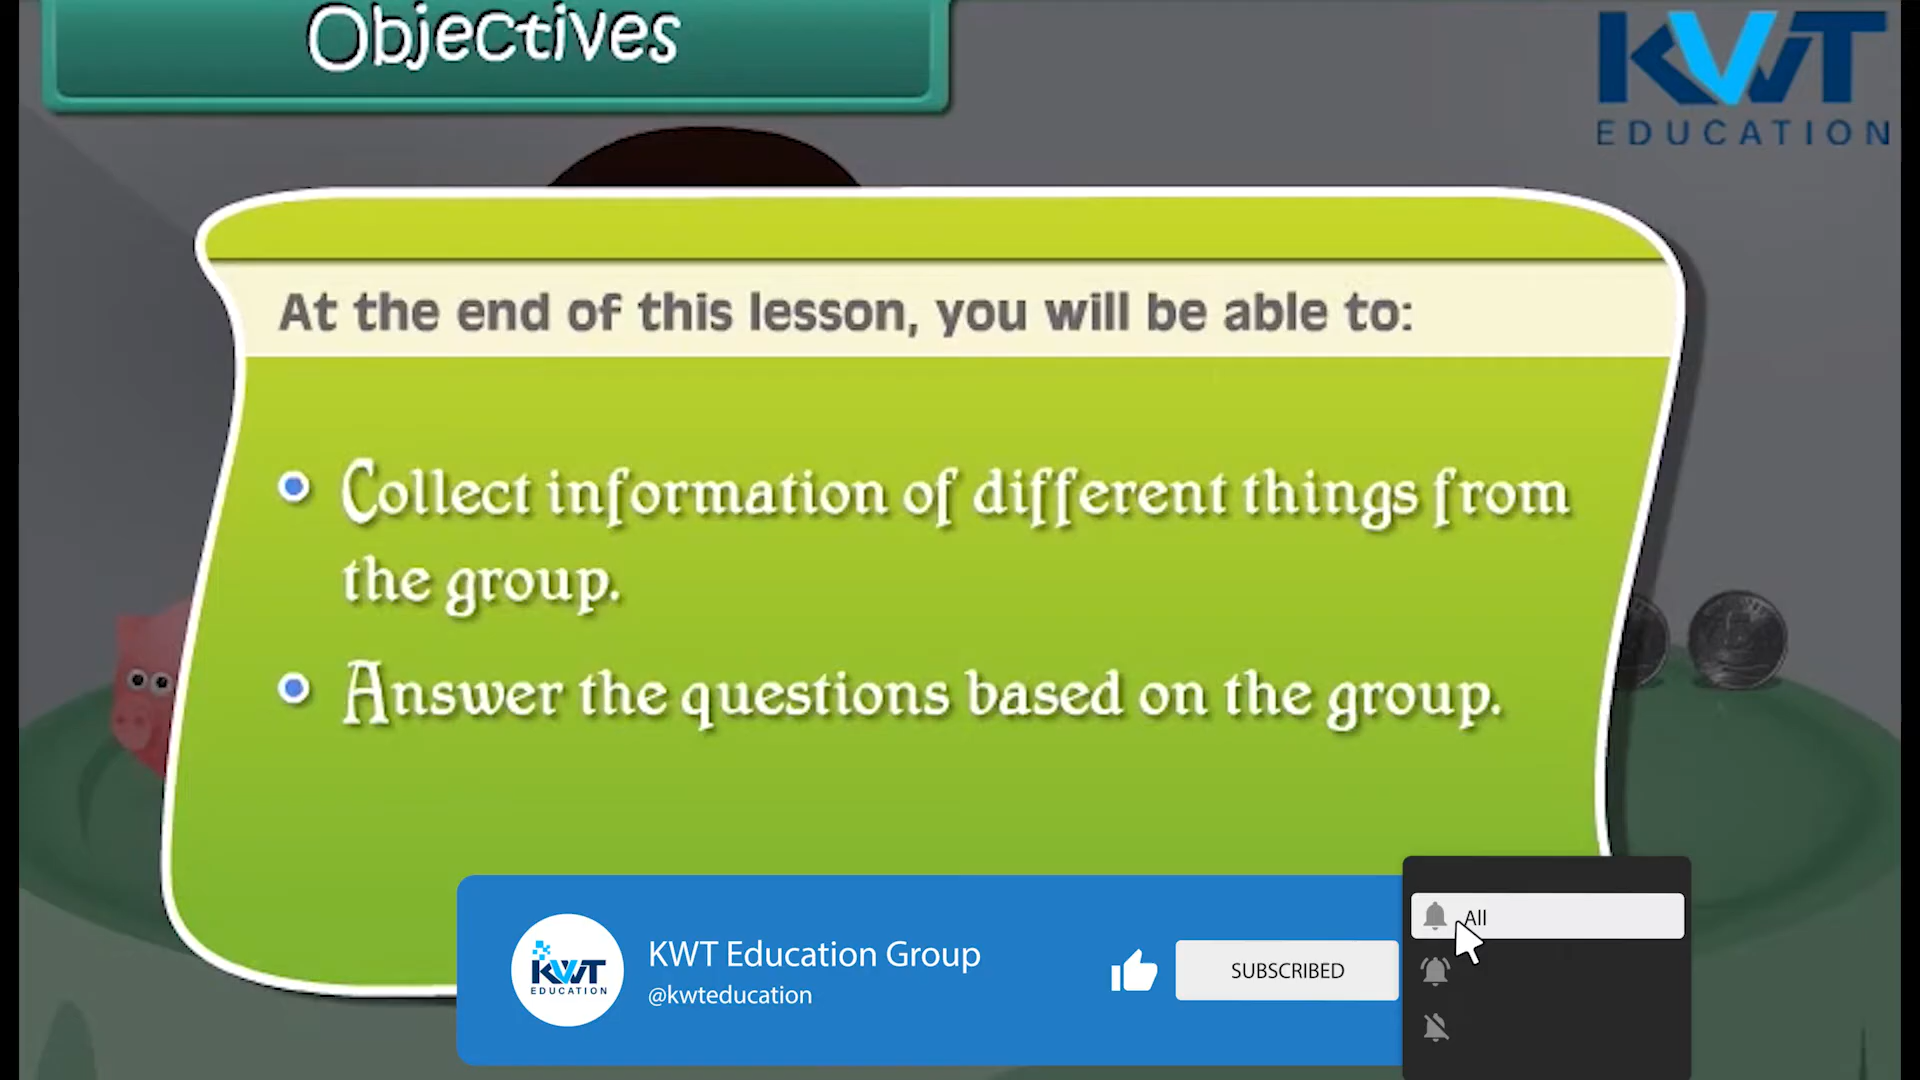 Objectives
KWT
EDUCATION
At the end of this lesson, you will be able to:
Collect information of different things from
the group.
Answer the questions based on the group.
KWT
EDUCATION
KWT Education Group
@kwteducation
SUBSCRIBED
All